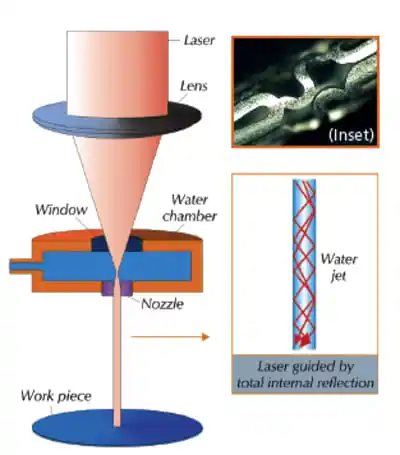 Laser
Lens
Window
Water
chamber
Nozzle
Work piece
(Inset)
Water
jet
Laser guided by
total internal reflection